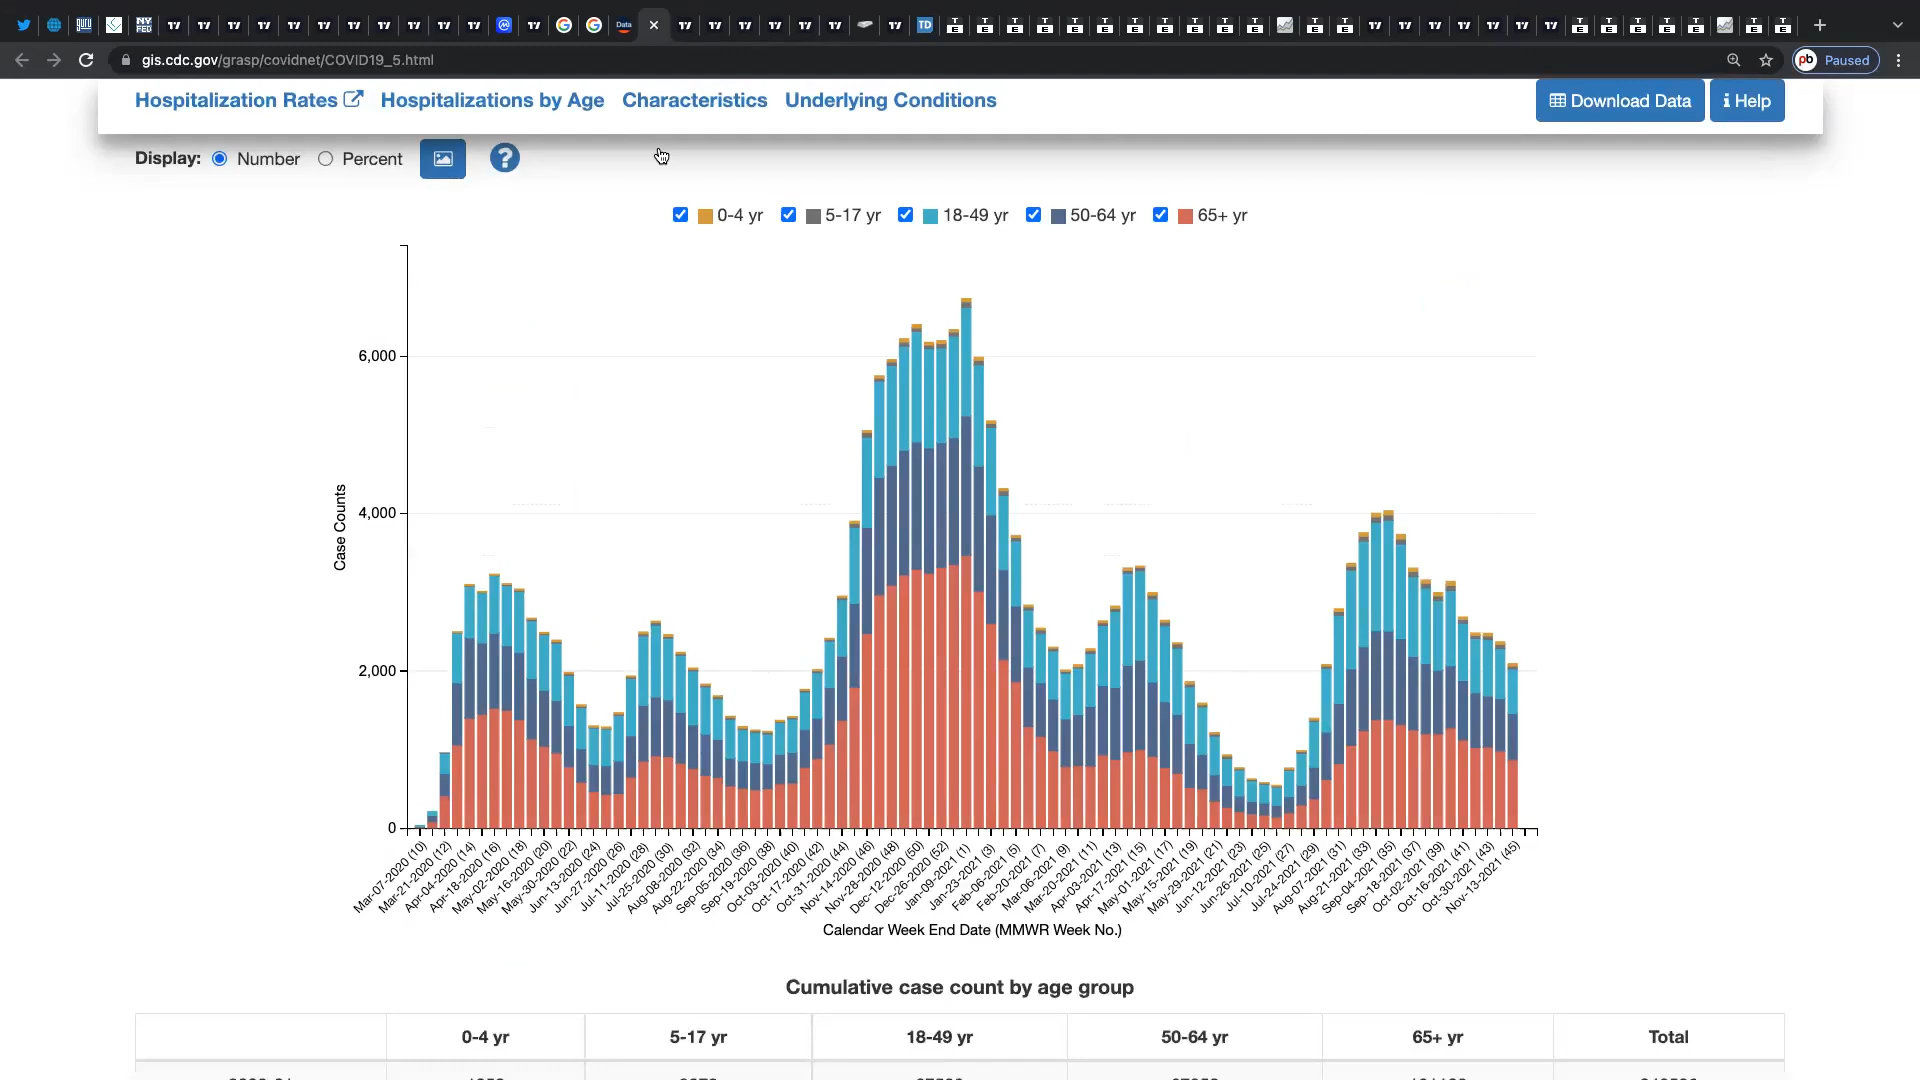 gis.cdc.gov/grasp/covidnet/COVID19_5.html
Paused
Hospitalization Rates Hospitalizations by Age Characteristics Underlying Conditions
Download Data
Help
Display: Number Percent
0-4 yr 5-17 yr 18-49 yr 50-64 yr 65+ yr
6,000
4,000
2,000
0
Case Counts
Mar-07-2020 (10)
Mar-21-2020 (12)
Apr-04-2020 (14)
Apr-18-2020 (16)
May-02-2020 (18)
May-16-2020 (20)
May-30-2020 (22)
Jun-13-2020 (24)
Jun-27-2020 (26)
Jul-11-2020 (28)
Jul-25-2020 (30)
Aug-08-2020 (32)
Aug-22-2020 (34)
Sep-05-2020 (36)
Sep-19-2020 (38)
Oct-03-2020 (40)
Oct-17-2020 (42)
Oct-31-2020 (44)
Nov-14-2020 (46)
Nov-28-2020 (48)
Dec-12-2020 (50)
Dec-26-2020 (52)
Jan-09-2021 (1)
Jan-23-2021 (3)
Feb-06-2021 (5)
Feb-20-2021 (7)
Mar-06-2021 (9)
Mar-20-2021 (11)
Apr-03-2021 (13)
Apr-17-2021 (15)
May-01-2021 (17)
May-15-2021 (19)
May-29-2021 (21)
Jun-12-2021 (23)
Jun-26-2021 (25)
Jul-10-2021 (27)
Jul-24-2021 (29)
Aug-07-2021 (31)
Aug-21-2021 (33)
Sep-04-2021 (35)
Sep-18-2021 (37)
Oct-02-2021 (39)
Oct-16-2021 (41)
Oct-30-2021 (43)
Nov-13-2021 (45)
Calendar Week End Date (MMWR Week No.)
Cumulative case count by age group
0-4 yr 5-17 yr 18-49 yr 50-64 yr 65+ yr Total